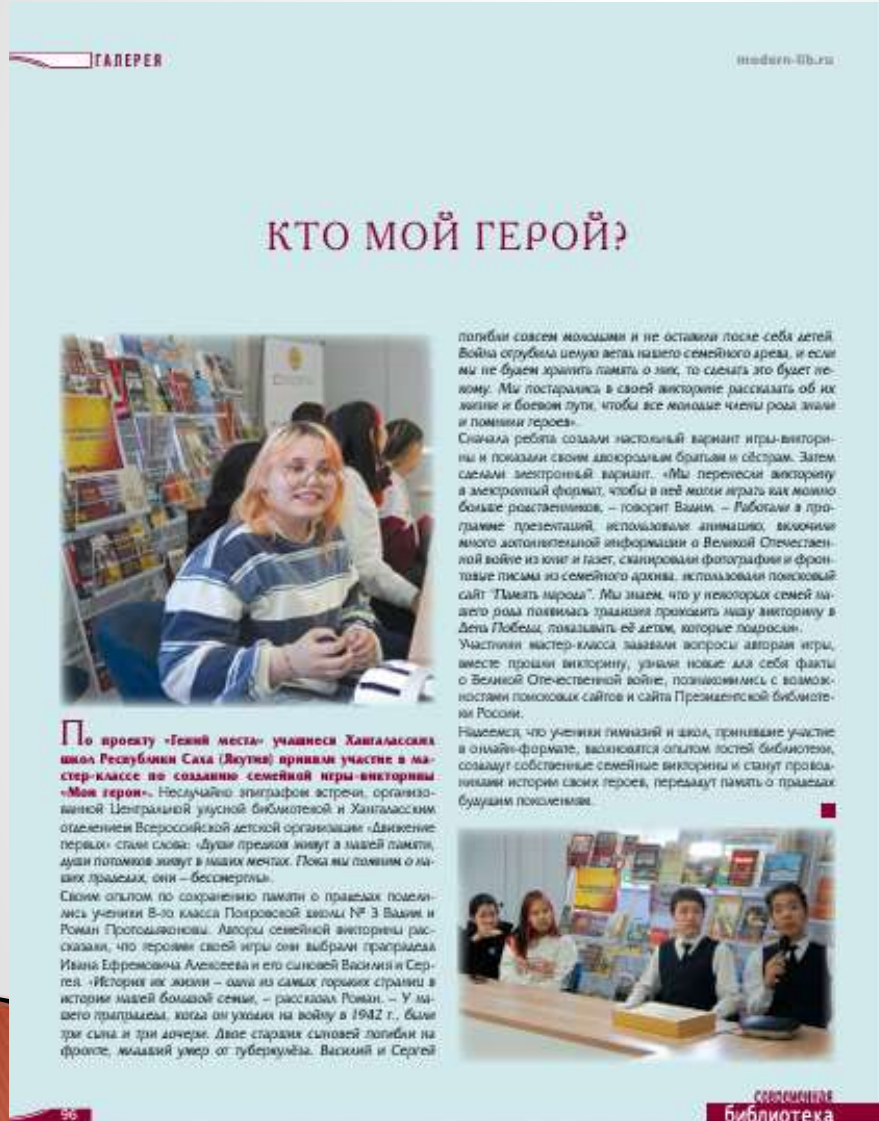 ГАЛЕРЕЯ
modern-lib.ru
КТО МОЙ ГЕРОЙ?
По проекту «Гений места» учащиеся Хангаласских
школ Республики Саха (Якутия) приняли участие в ма-
стер-классе по созданию семейной игры-викторины
«Мои герои». Неслучайно эпиграфом встречи, организо-
ванной Центральной улусной библиотекой и Хангаласским
отделением Всероссийской детской организации «Движение
первых» стали слова: «Души предков живут в нашей памяти,
души потомков живут в наших мечтах. Пока мы помним о на-
ших прадедах, они – бессмертны».
Своим опытом по сохранению памяти о прадедах подели-
лись ученики 8-го класса Покровской школы № 3 Вадим и
Роман Протодьяконовы. Авторы семейной викторины рас-
сказали, что героями своей игры они выбрали прапрадеда
Ивана Ефремовича Алексеева и его сыновей Василия и Сер-
гея. «История их жизни – одна из самых горьких страниц в
истории нашей большой семьи, – рассказал Роман. – У на-
шего прапрадеда, когда он уходил на войну в 1942 г., были
три сына и три дочери. Двое старших сыновей погибли на
фронте, младший умер от туберкулёза. Василий и Сергей
погибли совсем молодыми и не оставили после себя детей.
Война отрубила целую ветвь нашего семейного древа, и если
мы не будем хранить память о них, то сделать это будет не-
кому. Мы постарались в своей викторине рассказать об их
жизни и боевом пути, чтобы все молодые члены рода знали
и помнили героев».
Сначала ребята создали настольный вариант игры-виктори-
ны и показали своим двоюродным братьям и сёстрам. Затем
сделали электронный вариант. «Мы перенесли викторину
в электронный формат, чтобы в неё могли играть как можно
больше родственников, – говорит Вадим. – Работали в про-
грамме презентаций, использовали анимацию, включили
много дополнительной информации о Великой Отечествен-
ной войне из книг и газет, сканировали фотографии и фрон-
товые письма из семейного архива, использовали поисковый
сайт "Память народа". Мы знаем, что у некоторых семей на-
шего рода появилась традиция проходить нашу викторину в
День Победы, показывать её детям, которые подросли».
Участники мастер-класса задавали вопросы авторам игры,
вместе прошли викторину, узнали новые для себя факты
о Великой Отечественной войне, познакомились с возмож-
ностями поисковых сайтов и сайта Президентской библиоте-
ки России.
Надеемся, что ученики гимназий и школ, принявшие участие
в онлайн-формате, вдохновятся опытом гостей библиотеки,
создадут собственные семейные викторины и станут провод-
никами истории своих героев, передадут память о прадедах
будущим поколениям.
96
современная
библиотека